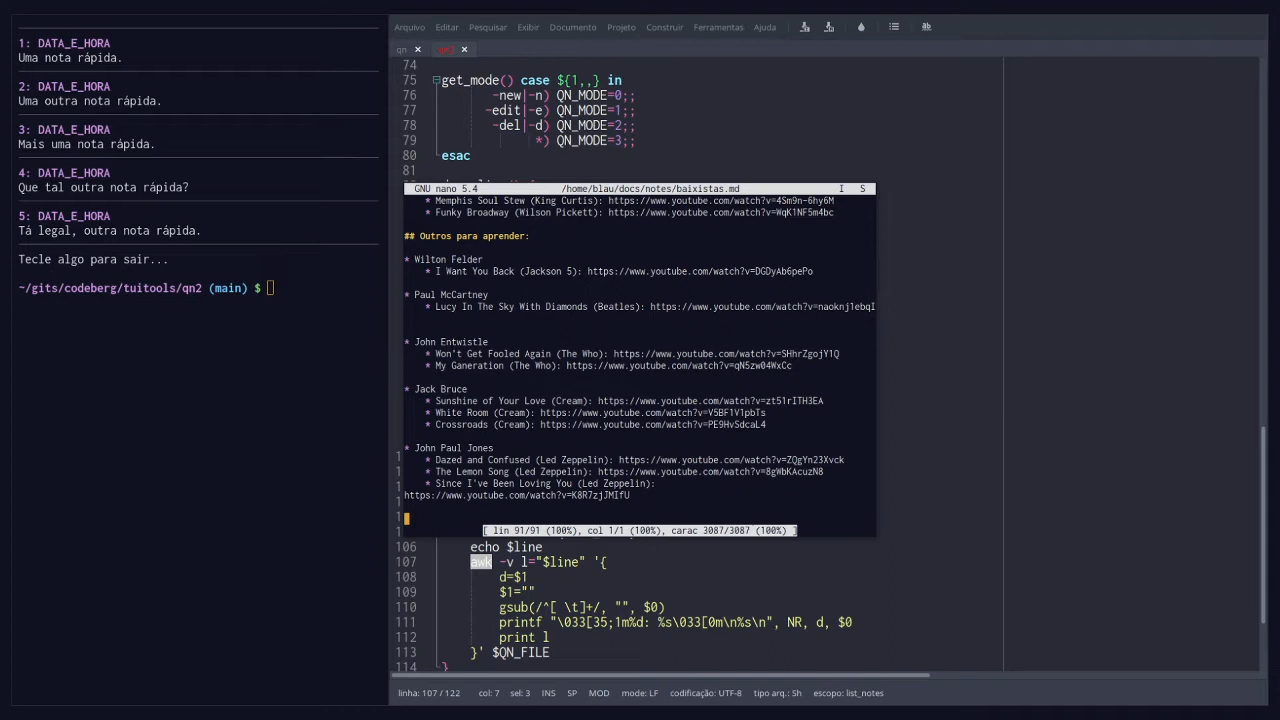 1: DATA_E_HORA
Uma nota rápida.
2: DATA_E_HORA
Uma outra nota rápida.
3: DATA_E_HORA
Mais uma nota rápida.
4: DATA_E_HORA
Que tal outra nota rápida?
5: DATA_E_HORA
Tá legal, outra nota rápida.
Tecle algo para sair...
~/gits/codeberg/tuitools/qn2 (main) $
Arquivo Editar Pesquisar Exibir Documento Projeto Construir Ferramentas Ajuda
qn × qn2 ×
74
75 get_mode() case ${1,,} in
76 -new|-n) QN_MODE=0;;
77 -edit|-e) QN_MODE=1;;
78 -del|-d) QN_MODE=2;;
79 *) QN_MODE=3;;
80 esac
81
GNU nano 5.4 /home/blau/docs/notes/baixistas.md I S
* Memphis Soul Stew (King Curtis): https://www.youtube.com/watch?v=4Sm9n-6hy6M
* Funky Broadway (Wilson Pickett): https://www.youtube.com/watch?v=WqK1NF5m4bc
## Outros para aprender:
* Wilton Felder
* I Want You Back (Jackson 5): https://www.youtube.com/watch?v=DGDyAb6pePo
* Paul McCartney
* Lucy In The Sky With Diamonds (Beatles): https://www.youtube.com/watch?v=naoknj1ebqI
* John Entwistle
* Won't Get Fooled Again (The Who): https://www.youtube.com/watch?v=SHhrZgojY1Q
* My Ganeration (The Who): https://www.youtube.com/watch?v=qN5zw04WxCc
* Jack Bruce
* Sunshine of Your Love (Cream): https://www.youtube.com/watch?v=zt51rITH3EA
* White Room (Cream): https://www.youtube.com/watch?v=V5BF1V1pbTs
* Crossroads (Cream): https://www.youtube.com/watch?v=PE9HvSdcaL4
* John Paul Jones
* Dazed and Confused (Led Zeppelin): https://www.youtube.com/watch?v=ZQgYn23Xvck
* The Lemon Song (Led Zeppelin): https://www.youtube.com/watch?v=8gWbKAcuzN8
* Since I've Been Loving You (Led Zeppelin):
https://www.youtube.com/watch?v=K8R7zjJMIfU
[ lin 91/91 (100%), col 1/1 (100%), carac 3087/3087 (100%) ]
106 echo $line
107 awk -v l="$line" '{
108 d=$1
109 $1=""
110 gsub(/^[ \t]+/, "", $0)
111 printf "\033[35;1m%d: %s\033[0m\n%s\n", NR, d, $0
112 print l
113 }' $QN_FILE
114 }
linha: 107 / 122 col: 7 sel: 3 INS SP MOD mode: LF codificação: UTF-8 tipo arq.: Sh escopo: list_notes